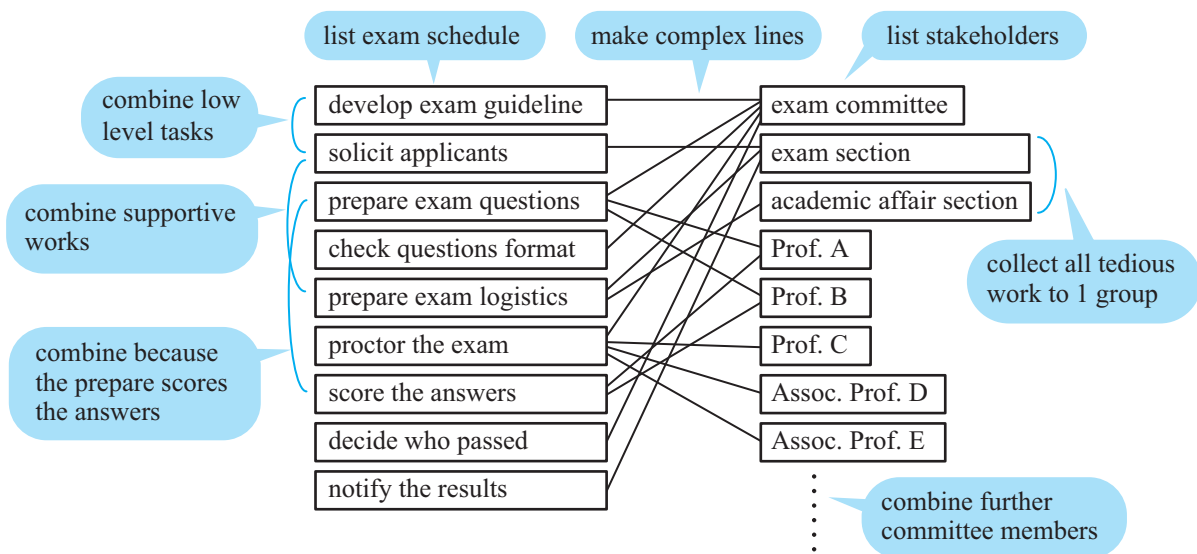 list exam schedule
make complex lines
list stakeholders
combine low
level tasks
develop exam guideline
exam committee
solicit applicants
exam section
combine supportive
works
prepare exam questions
academic affair section
check questions format
Prof. A
collect all tedious
work to 1 group
prepare exam logistics
Prof. B
combine because
the prepare scores
the answers
proctor the exam
Prof. C
score the answers
Assoc. Prof. D
decide who passed
Assoc. Prof. E
notify the results
combine further
committee members